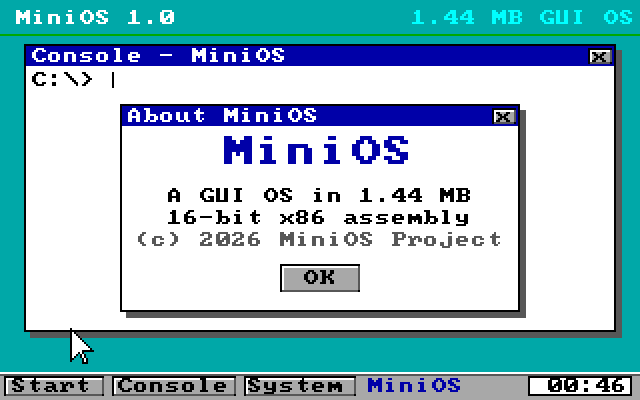 MiniOS 1.0
1.44 MB GUI OS
Console - MiniOS
C:\>
About MiniOS
MiniOS
A GUI OS in 1.44 MB
16-bit x86 assembly
(c) 2026 MiniOS Project
OK
Start Console System MiniOS 00:46